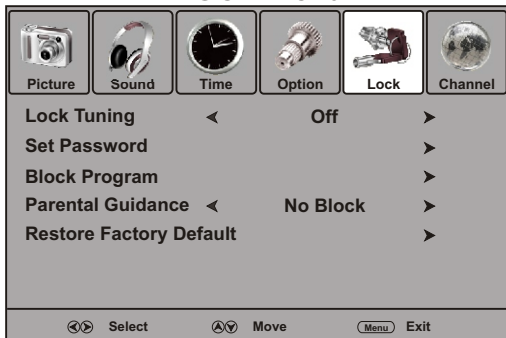 Picture Sound Time Option Lock Channel
Lock Tuning Off
Set Password
Block Program
Parental Guidance No Block
Restore Factory Default
Select Move Menu Exit